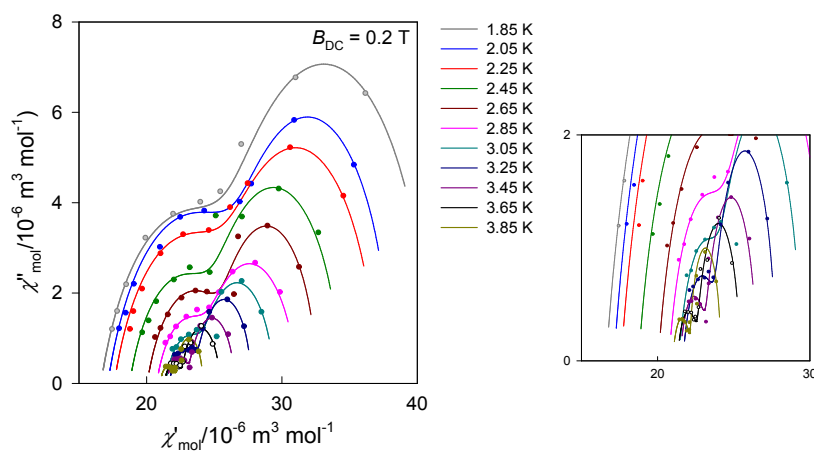 B_DC = 0.2 T
χ''_mol/10⁻⁶ m³ mol⁻¹
8
6
4
2
0
20
30
40
χ'_mol/10⁻⁶ m³ mol⁻¹
1.85 K
2.05 K
2.25 K
2.45 K
2.65 K
2.85 K
3.05 K
3.25 K
3.45 K
3.65 K
3.85 K
2
0
20
30